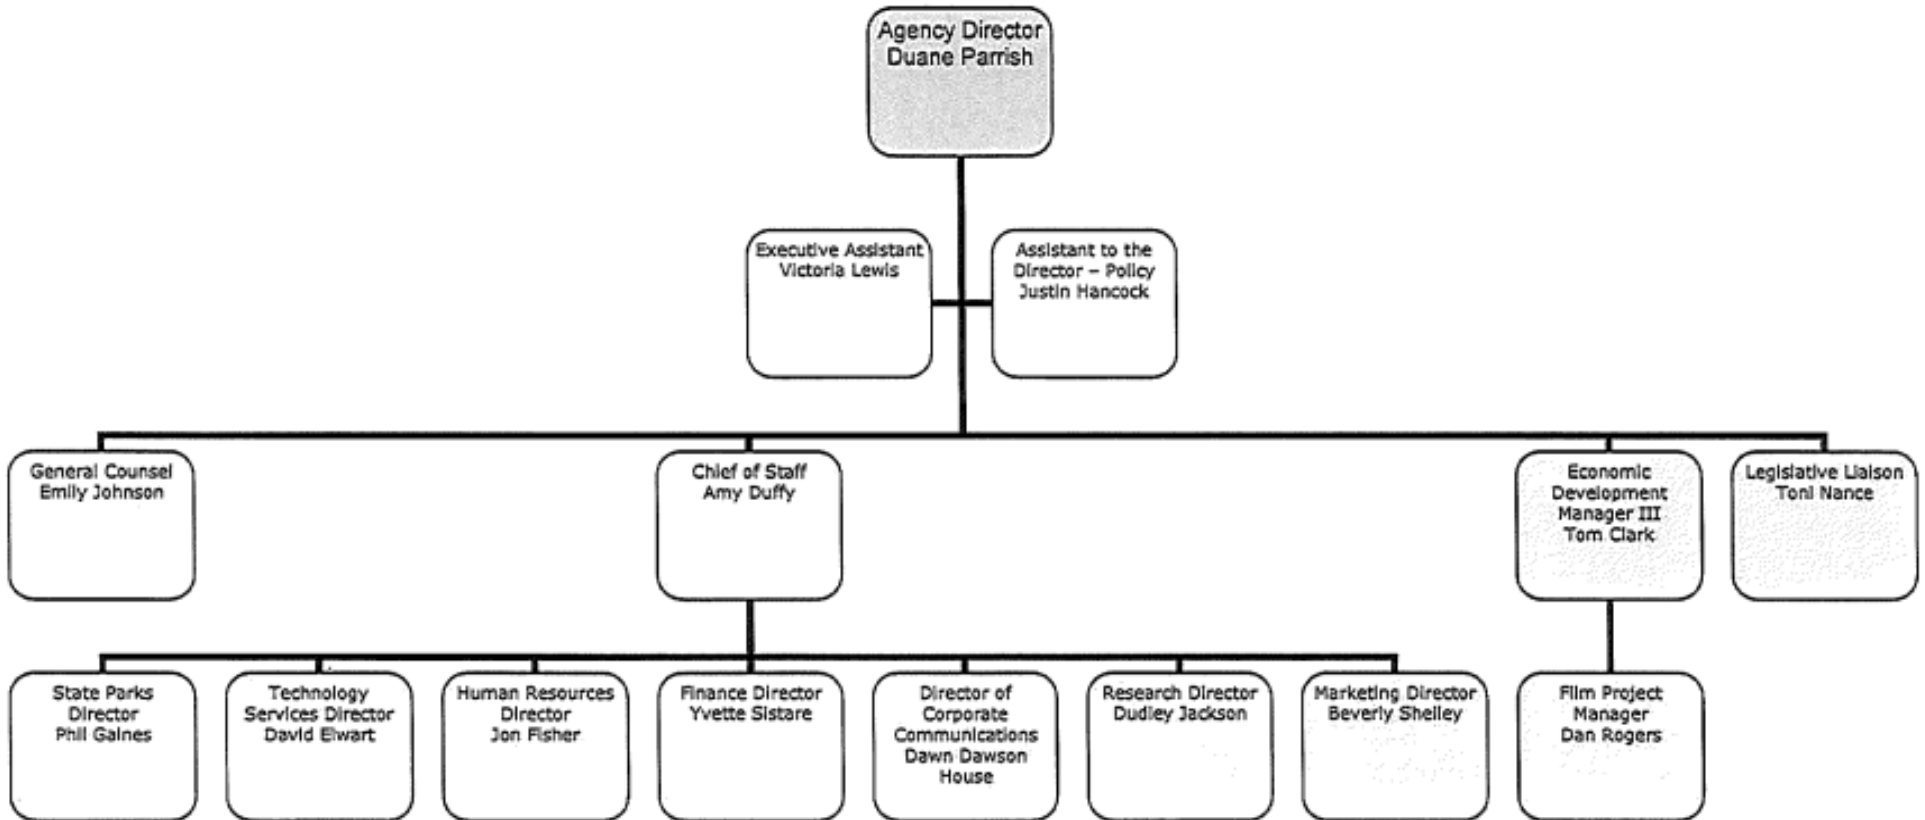 Agency Director
Duane Parrish
Executive Assistant
Victoria Lewis
Assistant to the
Director – Policy
Justin Hancock
General Counsel
Emily Johnson
Chief of Staff
Amy Duffy
Economic
Development
Manager III
Tom Clark
Legislative Liaison
Toni Nance
State Parks
Director
Phil Gaines
Technology
Services Director
David Elwart
Human Resources
Director
Jon Fisher
Finance Director
Yvette Sistare
Director of
Corporate
Communications
Dawn Dawson
House
Research Director
Dudley Jackson
Marketing Director
Beverly Shelley
Film Project
Manager
Dan Rogers